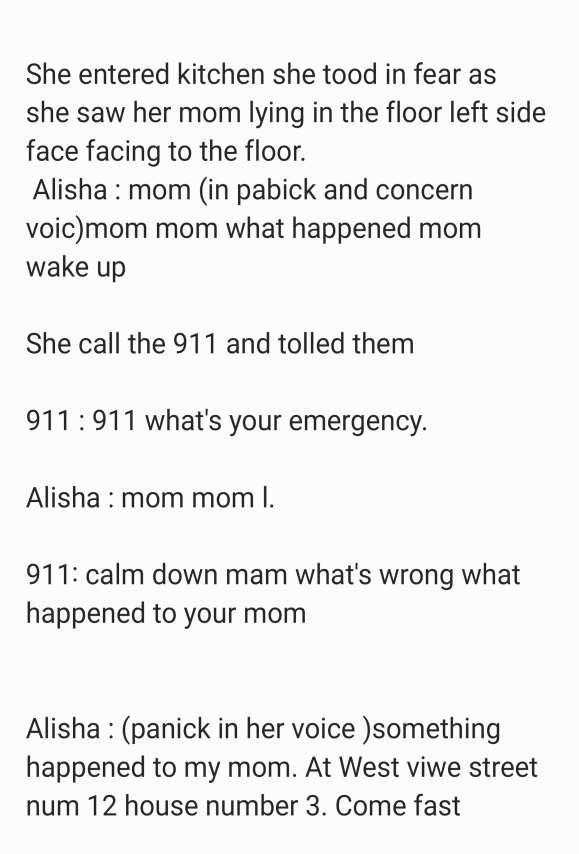 She entered kitchen she tood in fear as
she saw her mom lying in the floor left side
face facing to the floor.
Alisha : mom (in pabick and concern
voic)mom mom what happened mom
wake up
She call the 911 and tolled them
911 : 911 what's your emergency.
Alisha : mom mom I.
911: calm down mam what's wrong what
happened to your mom
Alisha : (panick in her voice )something
happened to my mom. At West viwe street
num 12 house number 3. Come fast